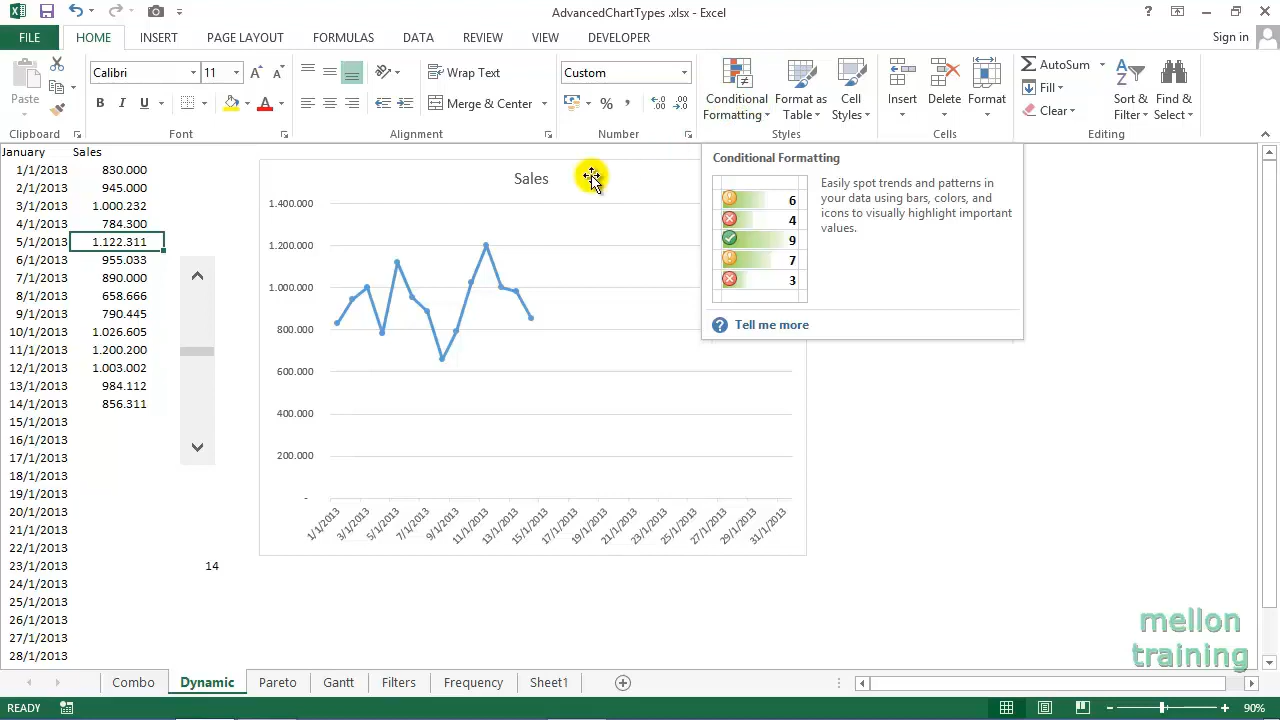 AdvancedChartTypes .xlsx - Excel
FILE HOME INSERT PAGE LAYOUT FORMULAS DATA REVIEW VIEW DEVELOPER Sign in
Paste
Clipboard
Calibri 11
B I U A
Font
Wrap Text
Merge & Center
Alignment
Custom
% ,
Number
Conditional Formatting
Format as Table
Cell Styles
Styles
Insert Delete Format
Cells
AutoSum
Fill
Clear
Sort & Filter
Find & Select
Editing
January Sales
1/1/2013 830.000
2/1/2013 945.000
3/1/2013 1.000.232
4/1/2013 784.300
5/1/2013 1.122.311
6/1/2013 955.033
7/1/2013 890.000
8/1/2013 658.666
9/1/2013 790.445
10/1/2013 1.026.605
11/1/2013 1.200.200
12/1/2013 1.003.002
13/1/2013 984.112
14/1/2013 856.311
15/1/2013
16/1/2013
17/1/2013
18/1/2013
19/1/2013
20/1/2013
21/1/2013
22/1/2013
23/1/2013 14
24/1/2013
25/1/2013
26/1/2013
27/1/2013
28/1/2013
Sales
1.400.000
1.200.000
1.000.000
800.000
600.000
400.000
200.000
-
1/1/2013 3/1/2013 5/1/2013 7/1/2013 9/1/2013 11/1/2013 13/1/2013 15/1/2013 17/1/2013 19/1/2013 21/1/2013 23/1/2013 25/1/2013 27/1/2013 29/1/2013 31/1/2013
Conditional Formatting
6
4
9
7
3
Easily spot trends and patterns in
your data using bars, colors, and
icons to visually highlight important
values.
Tell me more
mellon
training
Combo Dynamic Pareto Gantt Filters Frequency Sheet1
READY 90%